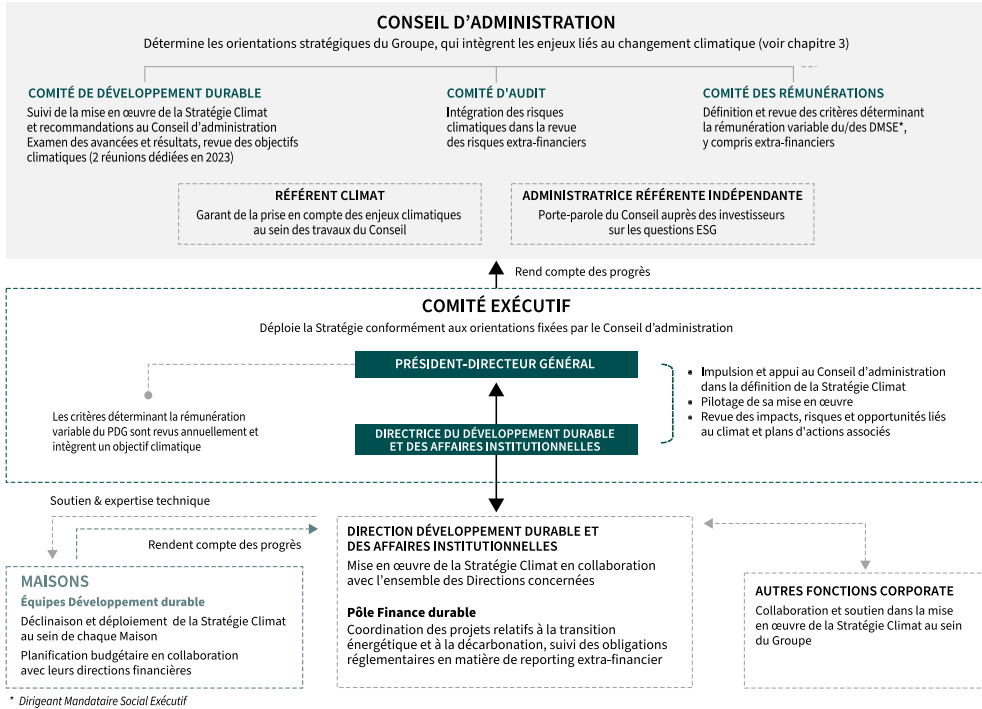 CONSEIL D'ADMINISTRATION
Détermine les orientations stratégiques du Groupe, qui intègrent les enjeux liés au changement climatique (voir chapitre 3)
COMITÉ DE DÉVELOPPEMENT DURABLE
Suivi de la mise en œuvre de la Stratégie Climat
et recommandations au Conseil d'administration
Examen des avancées et résultats, revue des objectifs
climatiques (2 réunions dédiées en 2023)
COMITÉ D'AUDIT
Intégration des risques
climatiques dans la revue
des risques extra-financiers
COMITÉ DES RÉMUNÉRATIONS
Définition et revue des critères déterminant
la rémunération variable du/des DMSE*,
y compris extra-financiers
RÉFÉRENT CLIMAT
Garant de la prise en compte des enjeux climatiques
au sein des travaux du Conseil
ADMINISTRATRICE RÉFÉRENTE INDÉPENDANTE
Porte-parole du Conseil auprès des investisseurs
sur les questions ESG
Rend compte des progrès
COMITÉ EXÉCUTIF
Déploie la Stratégie conformément aux orientations fixées par le Conseil d'administration
PRÉSIDENT-DIRECTEUR GÉNÉRAL
Les critères déterminant la rémunération
variable du PDG sont revus annuellement et
intègrent un objectif climatique
DIRECTRICE DU DÉVELOPPEMENT DURABLE
ET DES AFFAIRES INSTITUTIONNELLES
▪ Impulsion et appui au Conseil d'administration
dans la définition de la Stratégie Climat
▪ Pilotage de sa mise en œuvre
▪ Revue des impacts, risques et opportunités liés
au climat et plans d'actions associés
Soutien & expertise technique
Rendent compte des progrès
MAISONS
Équipes Développement durable
Déclinaison et déploiement de la Stratégie Climat
au sein de chaque Maison
Planification budgétaire en collaboration
avec leurs directions financières
DIRECTION DÉVELOPPEMENT DURABLE ET
DES AFFAIRES INSTITUTIONNELLES
Mise en œuvre de la Stratégie Climat en collaboration
avec l'ensemble des Directions concernées
Pôle Finance durable
Coordination des projets relatifs à la transition
énergétique et à la décarbonation, suivi des obligations
réglementaires en matière de reporting extra-financier
AUTRES FONCTIONS CORPORATE
Collaboration et soutien dans la mise
en œuvre de la Stratégie Climat au sein
du Groupe
* Dirigeant Mandataire Social Exécutif